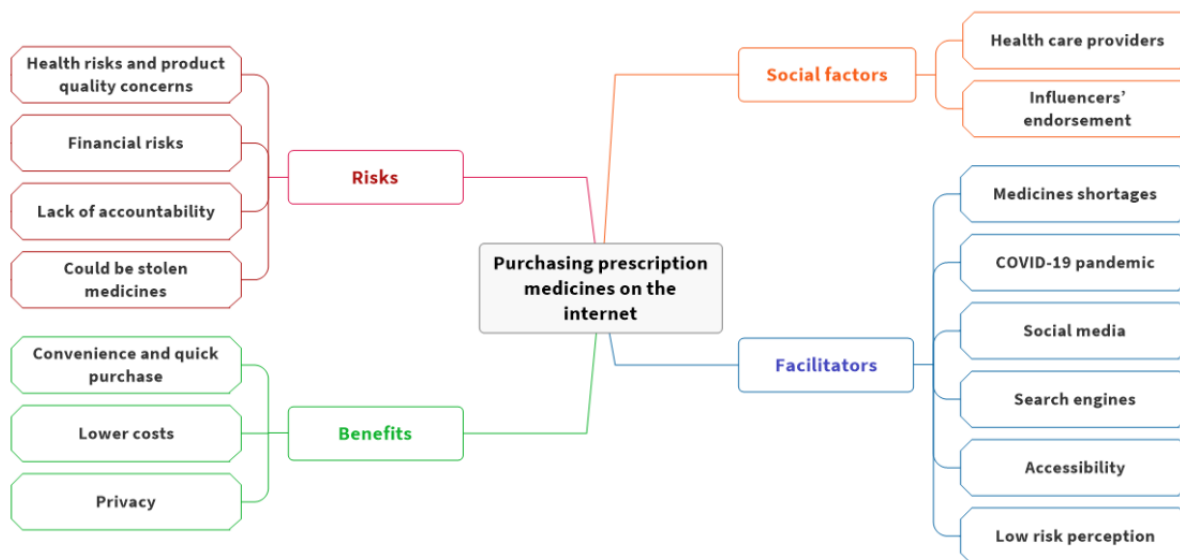 Health risks and product
quality concerns
Financial risks
Lack of accountability
Could be stolen
medicines
Risks
Convenience and quick
purchase
Lower costs
Privacy
Benefits
Purchasing prescription
medicines on the
internet
Social factors
Health care providers
Influencers’
endorsement
Facilitators
Medicines shortages
COVID-19 pandemic
Social media
Search engines
Accessibility
Low risk perception